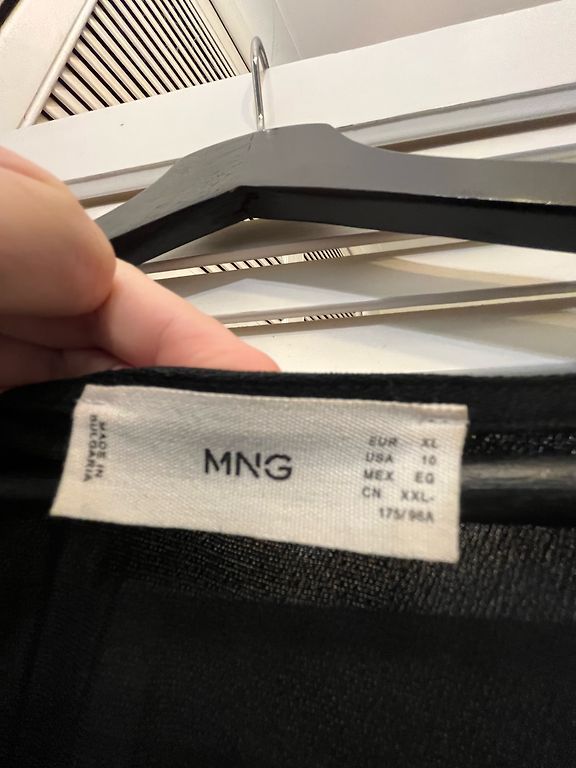 MADE IN
BULGARIA
MNG
EUR XL
USA 10
MEX EG
CN XXL-
175/96A